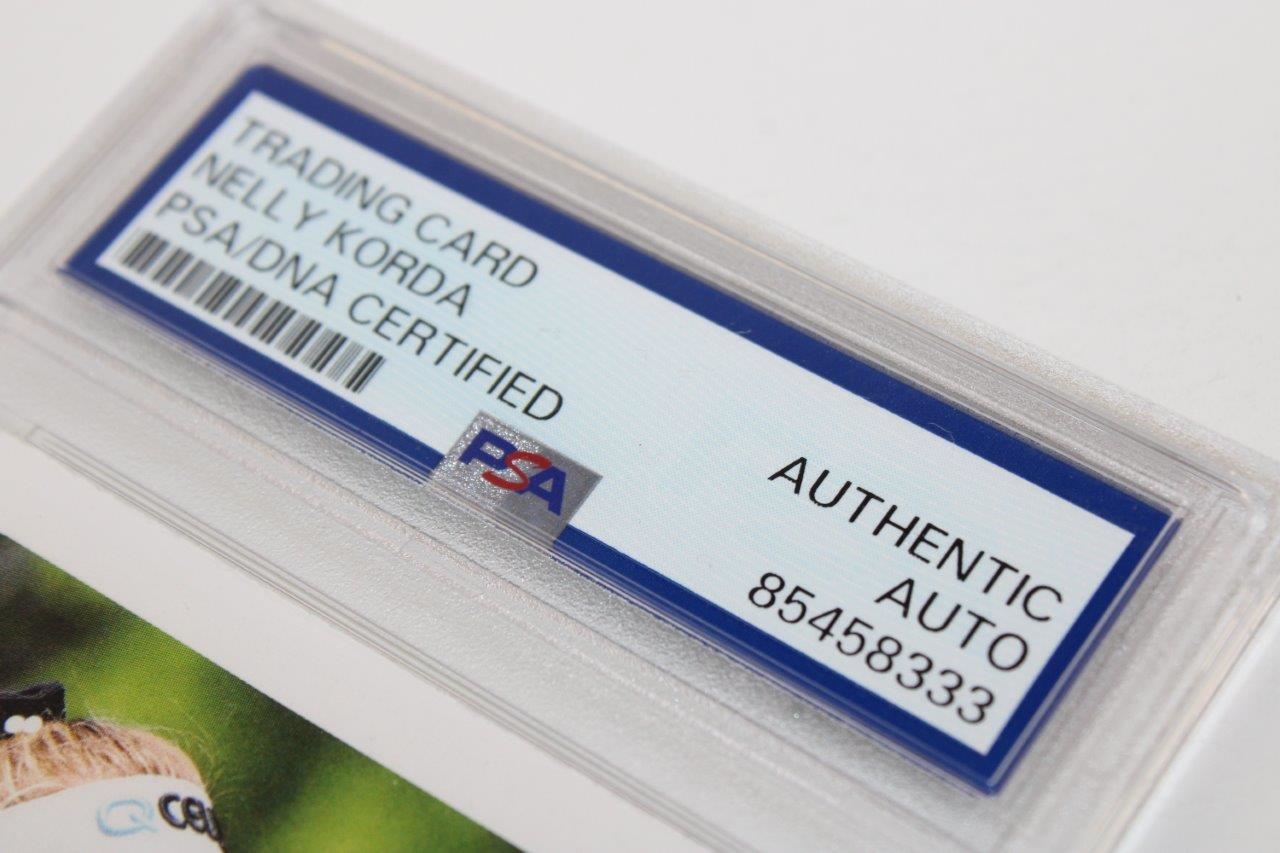 TRADING CARD
NELLY KORDA
PSA/DNA CERTIFIED
PSA
AUTHENTIC
AUTO
85458333